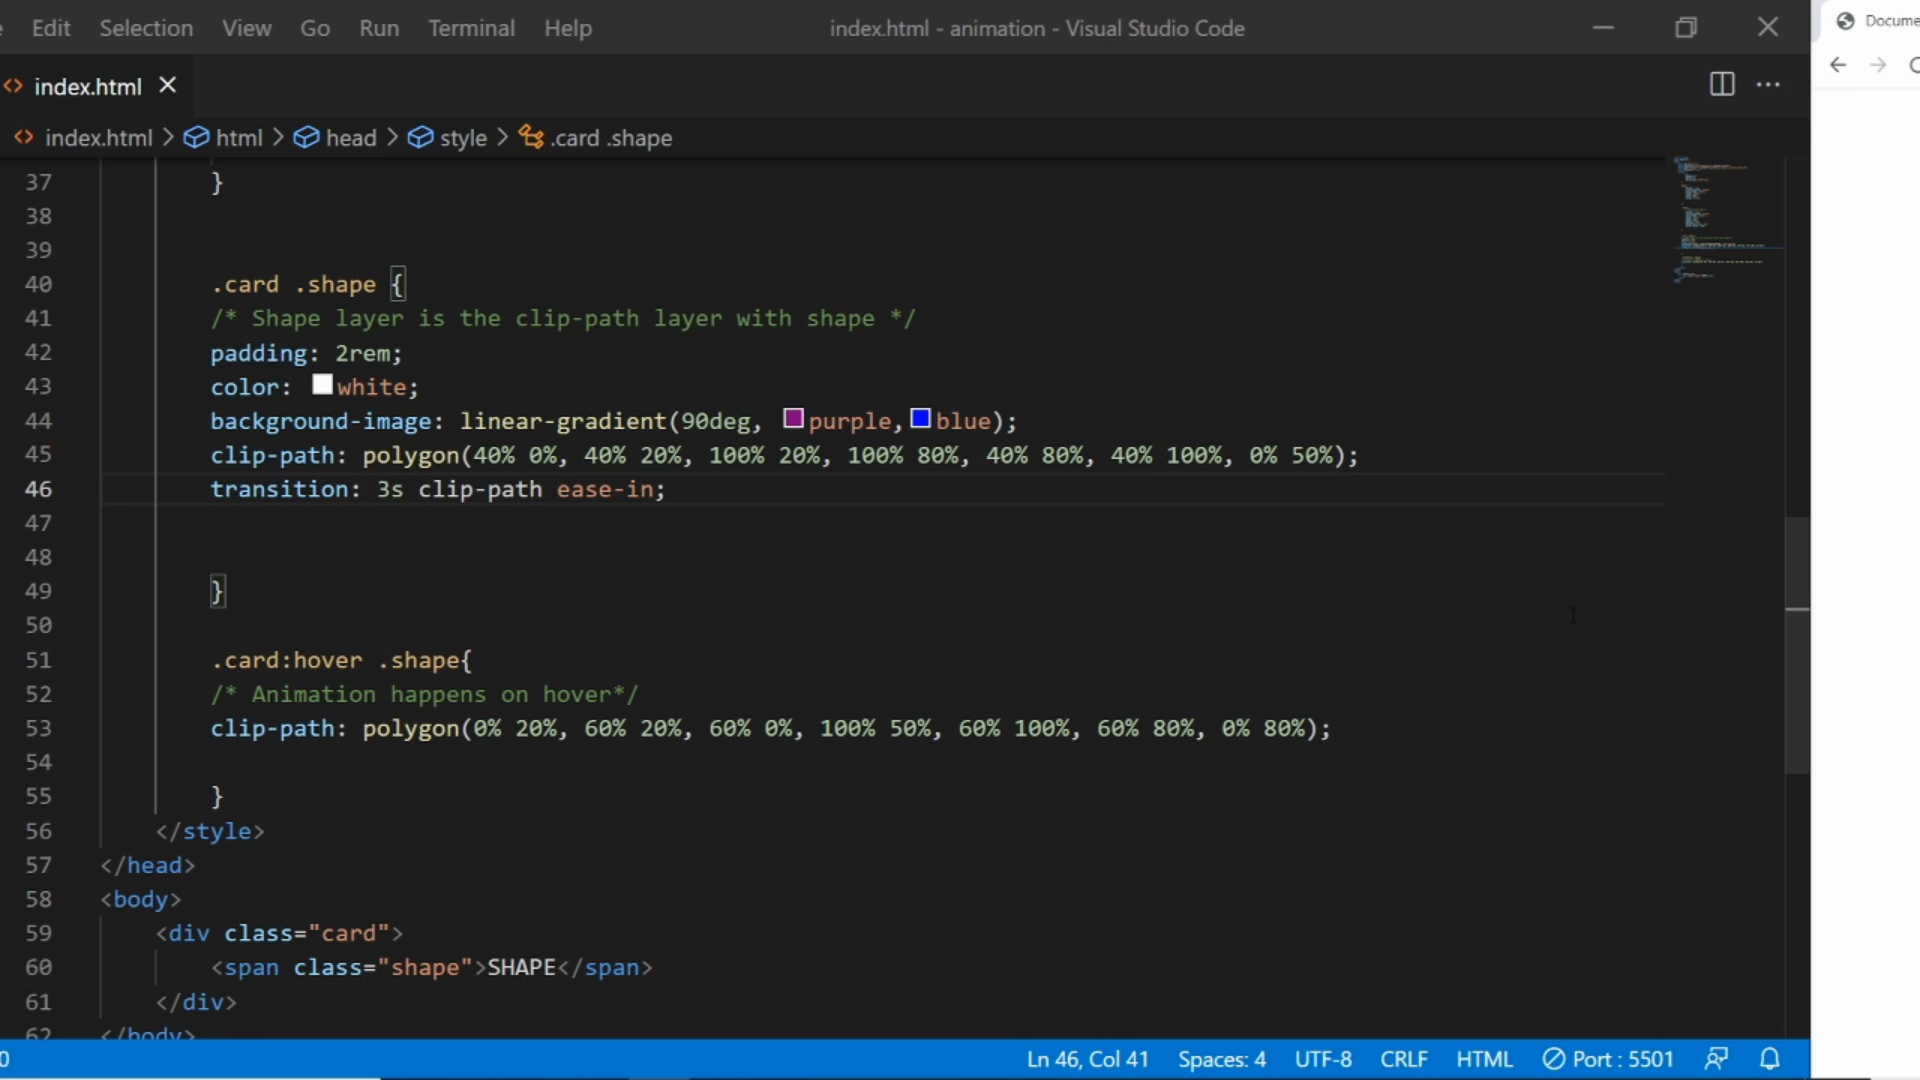 Edit Selection View Go Run Terminal Help index.html - animation - Visual Studio Code
Docume
index.html
index.html > html > head > style > .card .shape
37 }
38
39
40 .card .shape {
41 /* Shape layer is the clip-path layer with shape */
42 padding: 2rem;
43 color: white;
44 background-image: linear-gradient(90deg, purple,blue);
45 clip-path: polygon(40% 0%, 40% 20%, 100% 20%, 100% 80%, 40% 80%, 40% 100%, 0% 50%);
46 transition: 3s clip-path ease-in;
47
48
49 }
50
51 .card:hover .shape{
52 /* Animation happens on hover*/
53 clip-path: polygon(0% 20%, 60% 20%, 60% 0%, 100% 50%, 60% 100%, 60% 80%, 0% 80%);
54
55 }
56 </style>
57 </head>
58 <body>
59 <div class="card">
60 <span class="shape">SHAPE</span>
61 </div>
62 </body>
0 Ln 46, Col 41 Spaces: 4 UTF-8 CRLF HTML Port : 5501